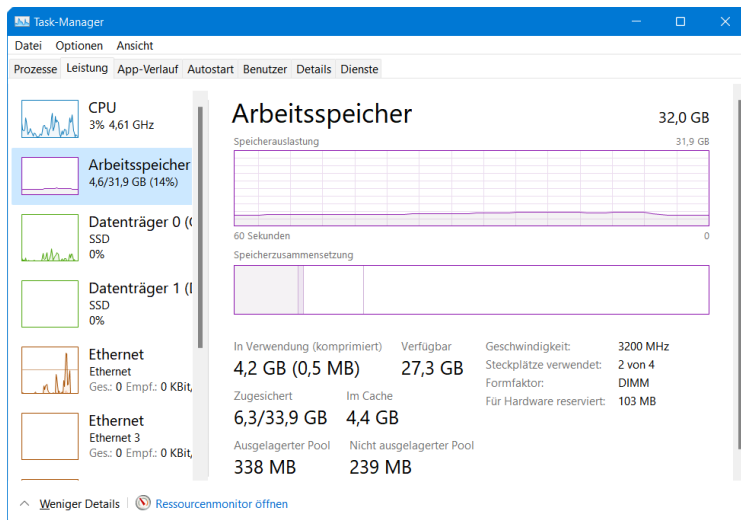 Task-Manager
Datei Optionen Ansicht
Prozesse Leistung App-Verlauf Autostart Benutzer Details Dienste
CPU
3% 4,61 GHz
Arbeitsspeicher
4,6/31,9 GB (14%)
Datenträger 0 (
SSD
0%
Datenträger 1 (
SSD
0%
Ethernet
Ethernet
Ges.: 0 Empf.: 0 KBit,
Ethernet
Ethernet 3
Ges.: 0 Empf.: 0 KBit,
Arbeitsspeicher 32,0 GB
Speicherauslastung 31,9 GB
60 Sekunden 0
Speicherzusammensetzung
In Verwendung (komprimiert) Verfügbar
4,2 GB (0,5 MB) 27,3 GB
Zugesichert Im Cache
6,3/33,9 GB 4,4 GB
Ausgelagerter Pool Nicht ausgelagerter Pool
338 MB 239 MB
Geschwindigkeit: 3200 MHz
Steckplätze verwendet: 2 von 4
Formfaktor: DIMM
Für Hardware reserviert: 103 MB
Weniger Details Ressourcenmonitor öffnen